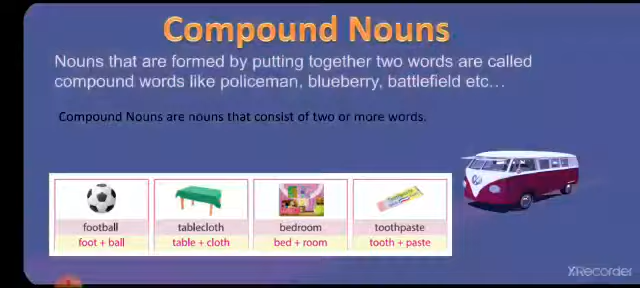 Compound Nouns
Nouns that are formed by putting together two words are called
compound words like policeman, blueberry, battlefield etc...
Compound Nouns are nouns that consist of two or more words.
football tablecloth bedroom toothpaste
foot + ball table + cloth bed + room tooth + paste
XRecorder